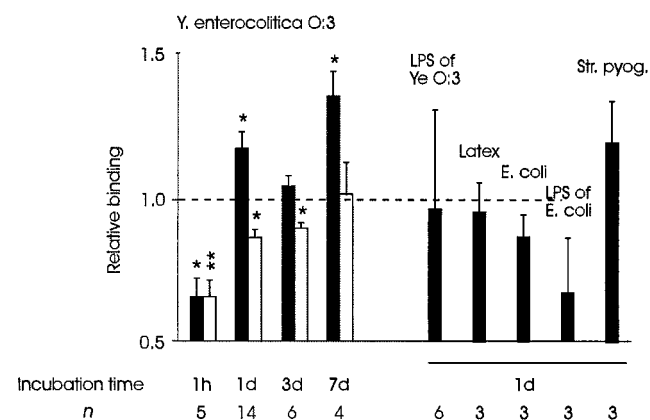 Y. enterocolitica O:3
1.5
1.0
0.5
Relative binding
*
**
*
*
*
*
LPS of
Ye O:3
Latex
E. coli
LPS of
E. coli
Str. pyog.
Incubation time 1h 1d 3d 7d 1d
n 5 14 6 4 6 3 3 3 3